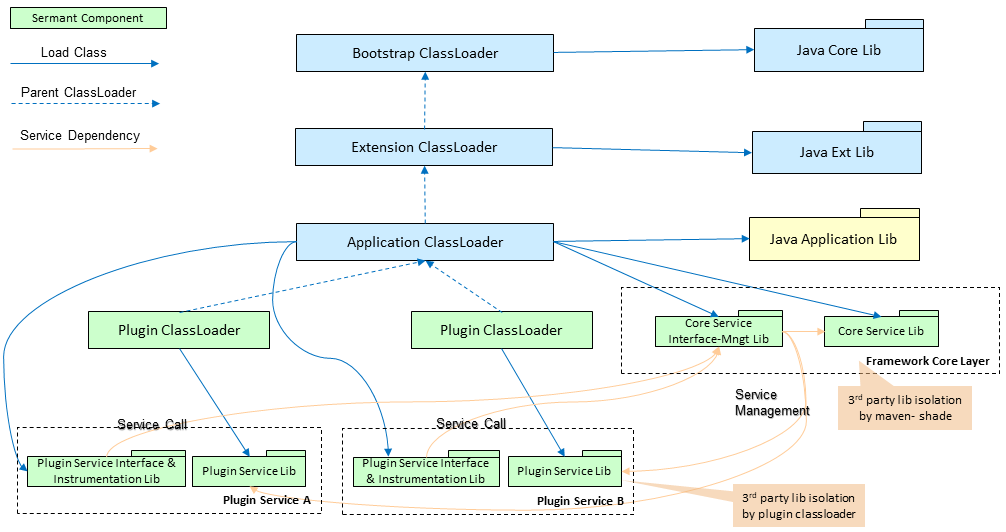 Sermant Component
Load Class
Parent ClassLoader
Service Dependency
Bootstrap ClassLoader
Java Core Lib
Extension ClassLoader
Java Ext Lib
Application ClassLoader
Java Application Lib
Plugin ClassLoader
Plugin ClassLoader
Core Service
Interface-Mngt Lib
Core Service Lib
Framework Core Layer
3rd party lib isolation
by maven- shade
Service
Management
Service Call
Service Call
Plugin Service Interface &
Instrumentation Lib
Plugin Service Lib
Plugin Service A
Plugin Service Interface
& Instrumentation Lib
Plugin Service Lib
Plugin Service B
3rd party lib isolation
by plugin classloader